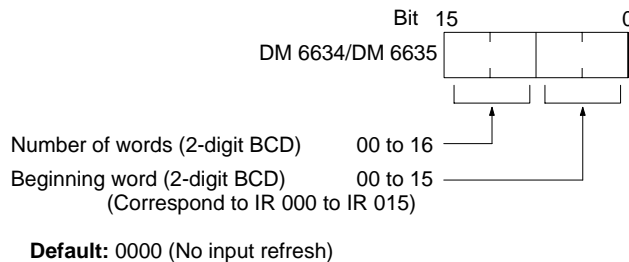 Bit 15 0
DM 6634/DM 6635
Number of words (2-digit BCD) 00 to 16
Beginning word (2-digit BCD) 00 to 15
(Correspond to IR 000 to IR 015)
Default: 0000 (No input refresh)